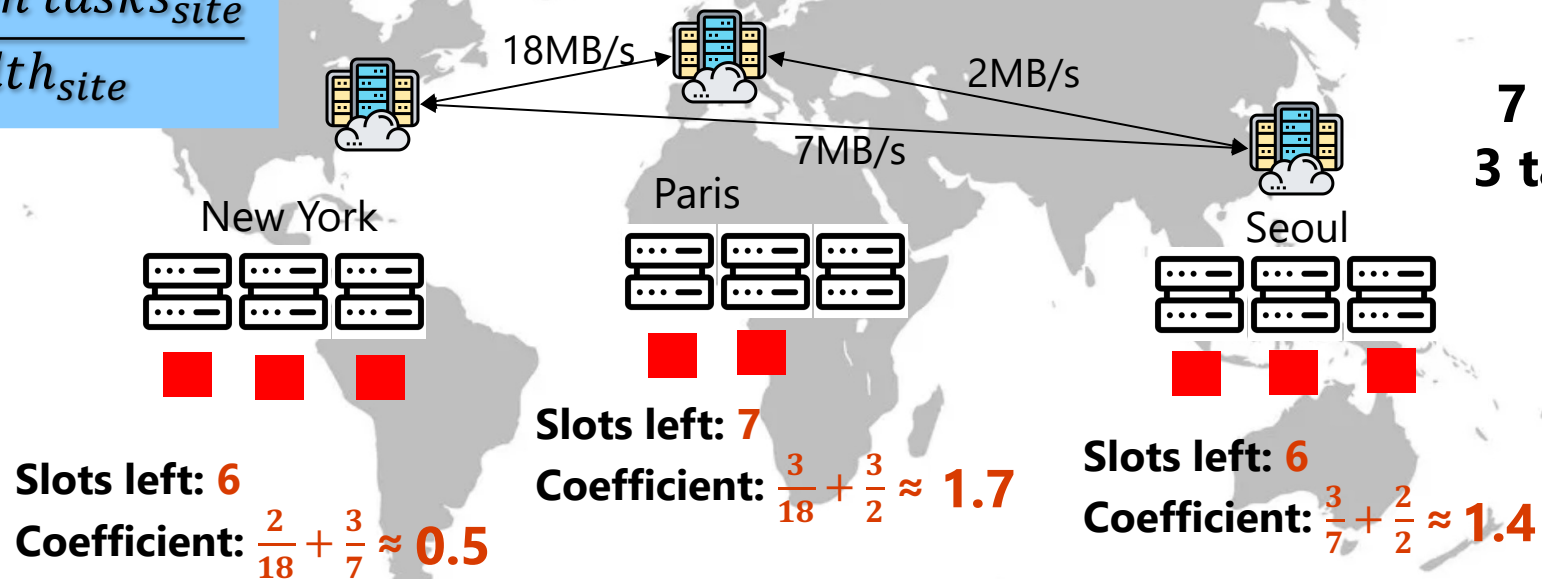 tasks_site
dth_site
18MB/s
2MB/s
7MB/s
7
3
New York
Paris
Seoul
Slots left: 6
Coefficient: 2/18 + 3/7 ≈ 0.5
Slots left: 7
Coefficient: 3/18 + 3/2 ≈ 1.7
Slots left: 6
Coefficient: 3/7 + 2/2 ≈ 1.4